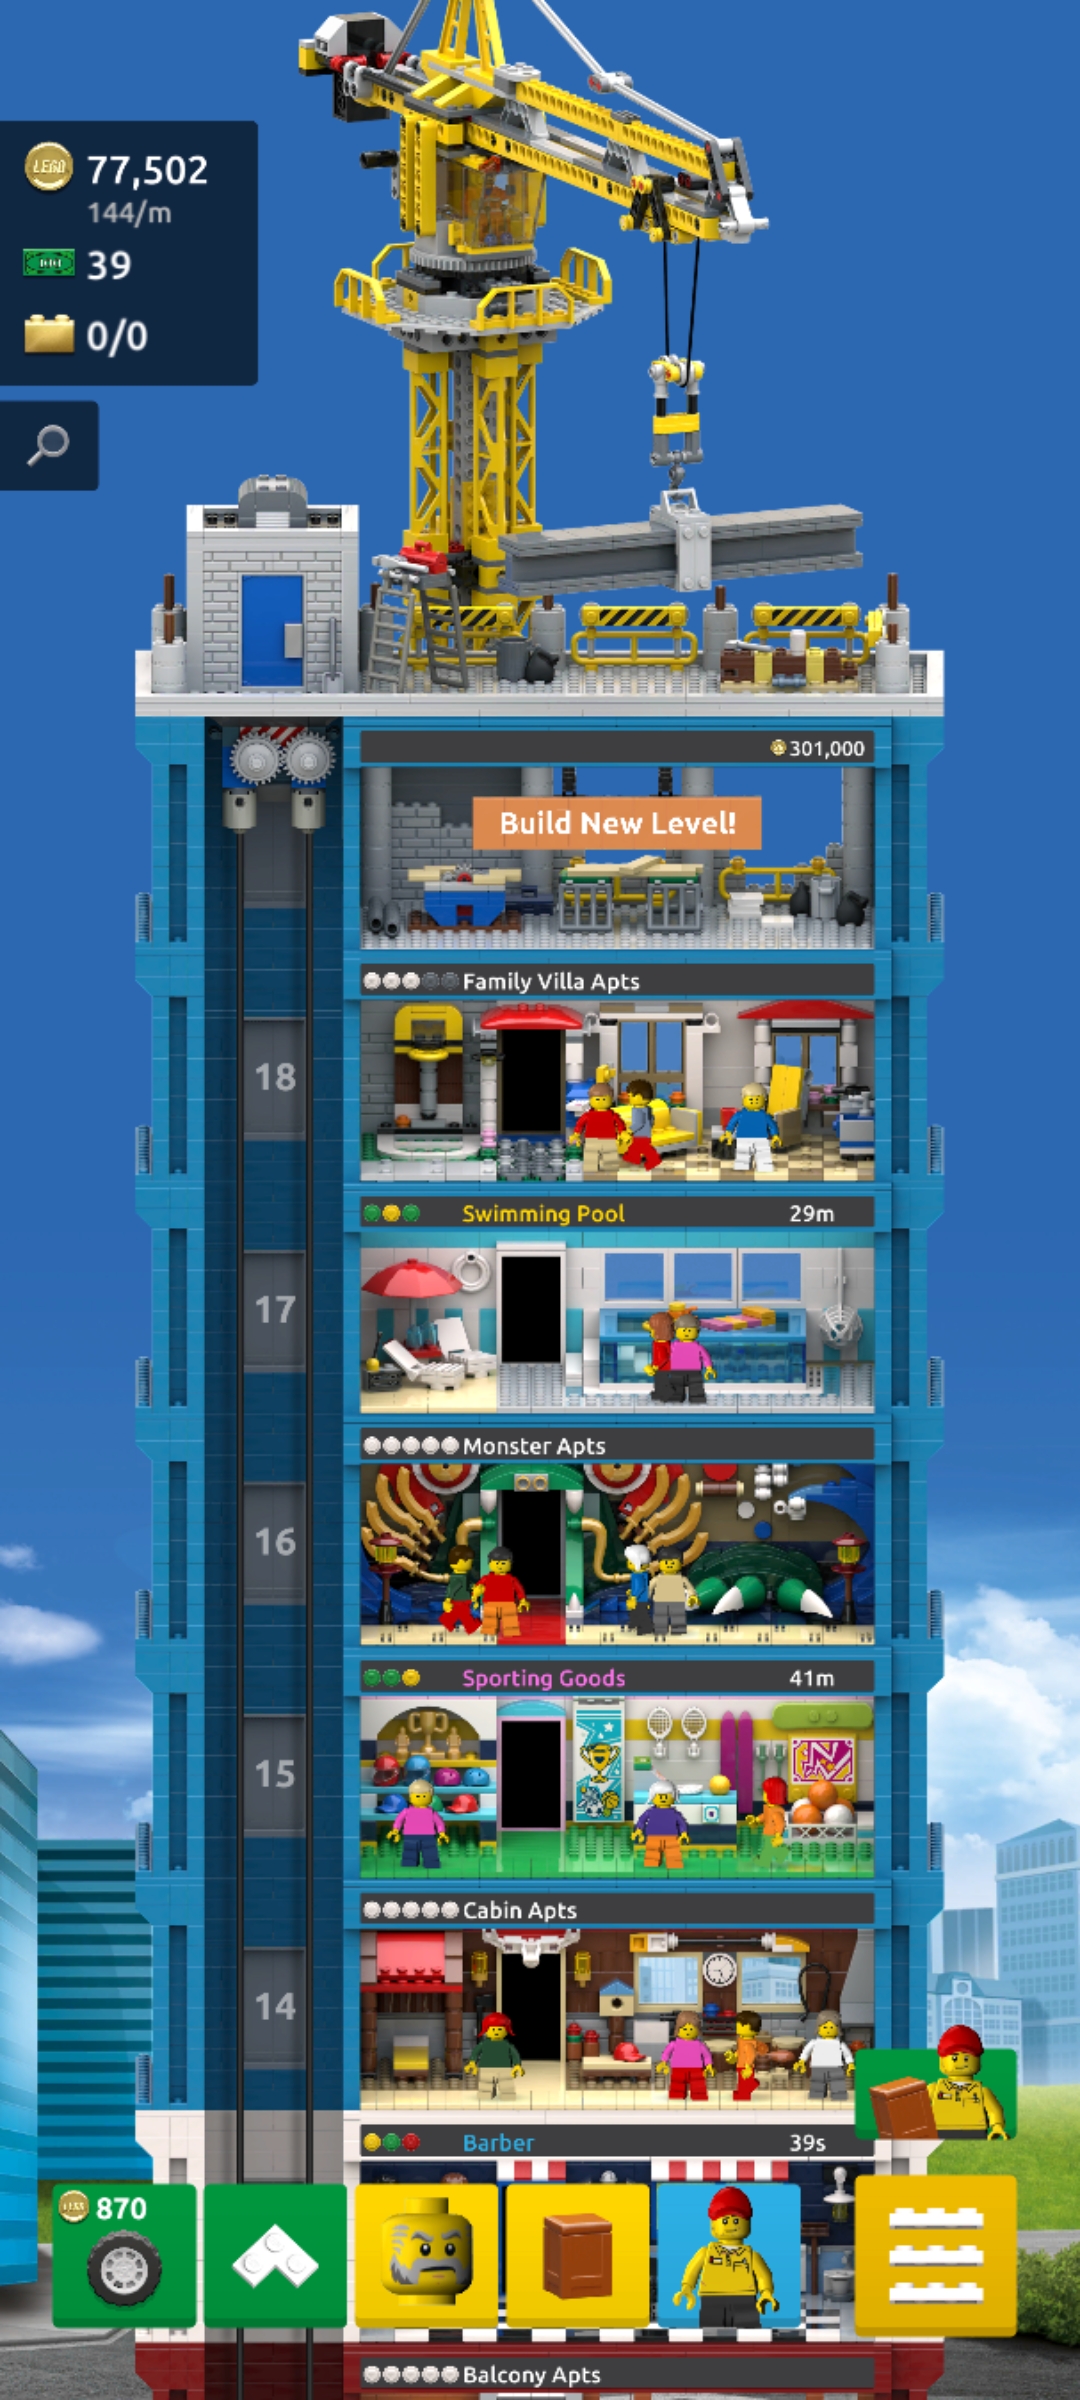 LEGO 77,502
144/m
39
0/0
301,000
Build New Level!
Family Villa Apts
18
Swimming Pool 29m
17
Monster Apts
16
Sporting Goods 41m
15
Cabin Apts
14
Barber 39s
870
Balcony Apts